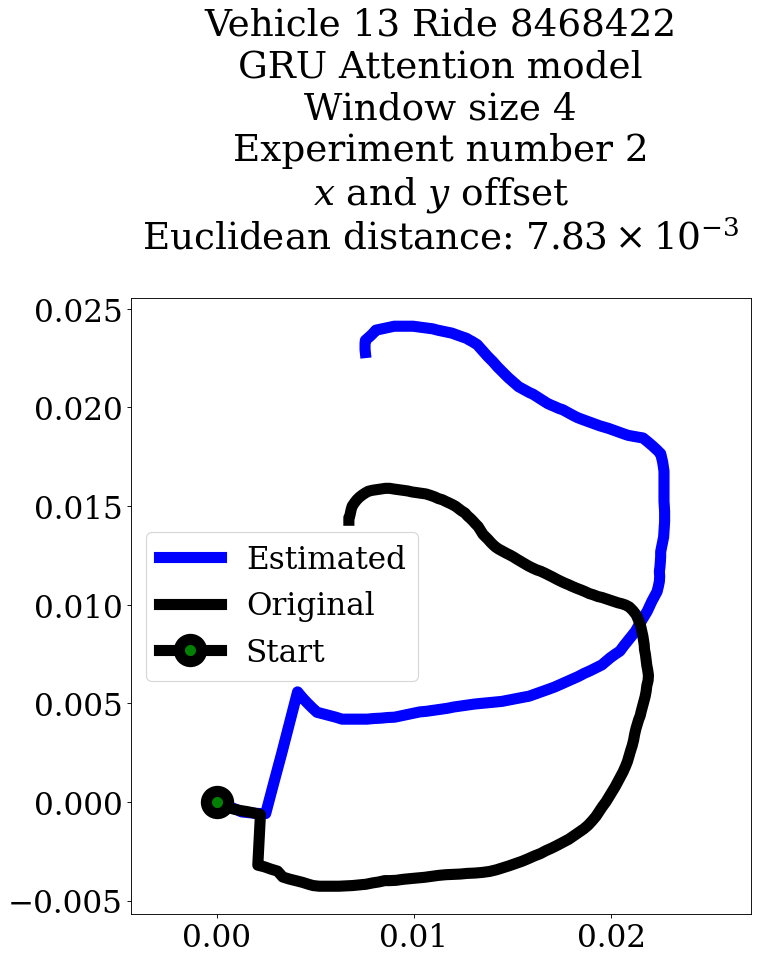 Vehicle 13 Ride 8468422
GRU Attention model
Window size 4
Experiment number 2
x and y offset
Euclidean distance: 7.83 × 10⁻³
0.025
0.020
0.015
0.010
0.005
0.000
−0.005
Estimated
Original
Start
0.00 0.01 0.02